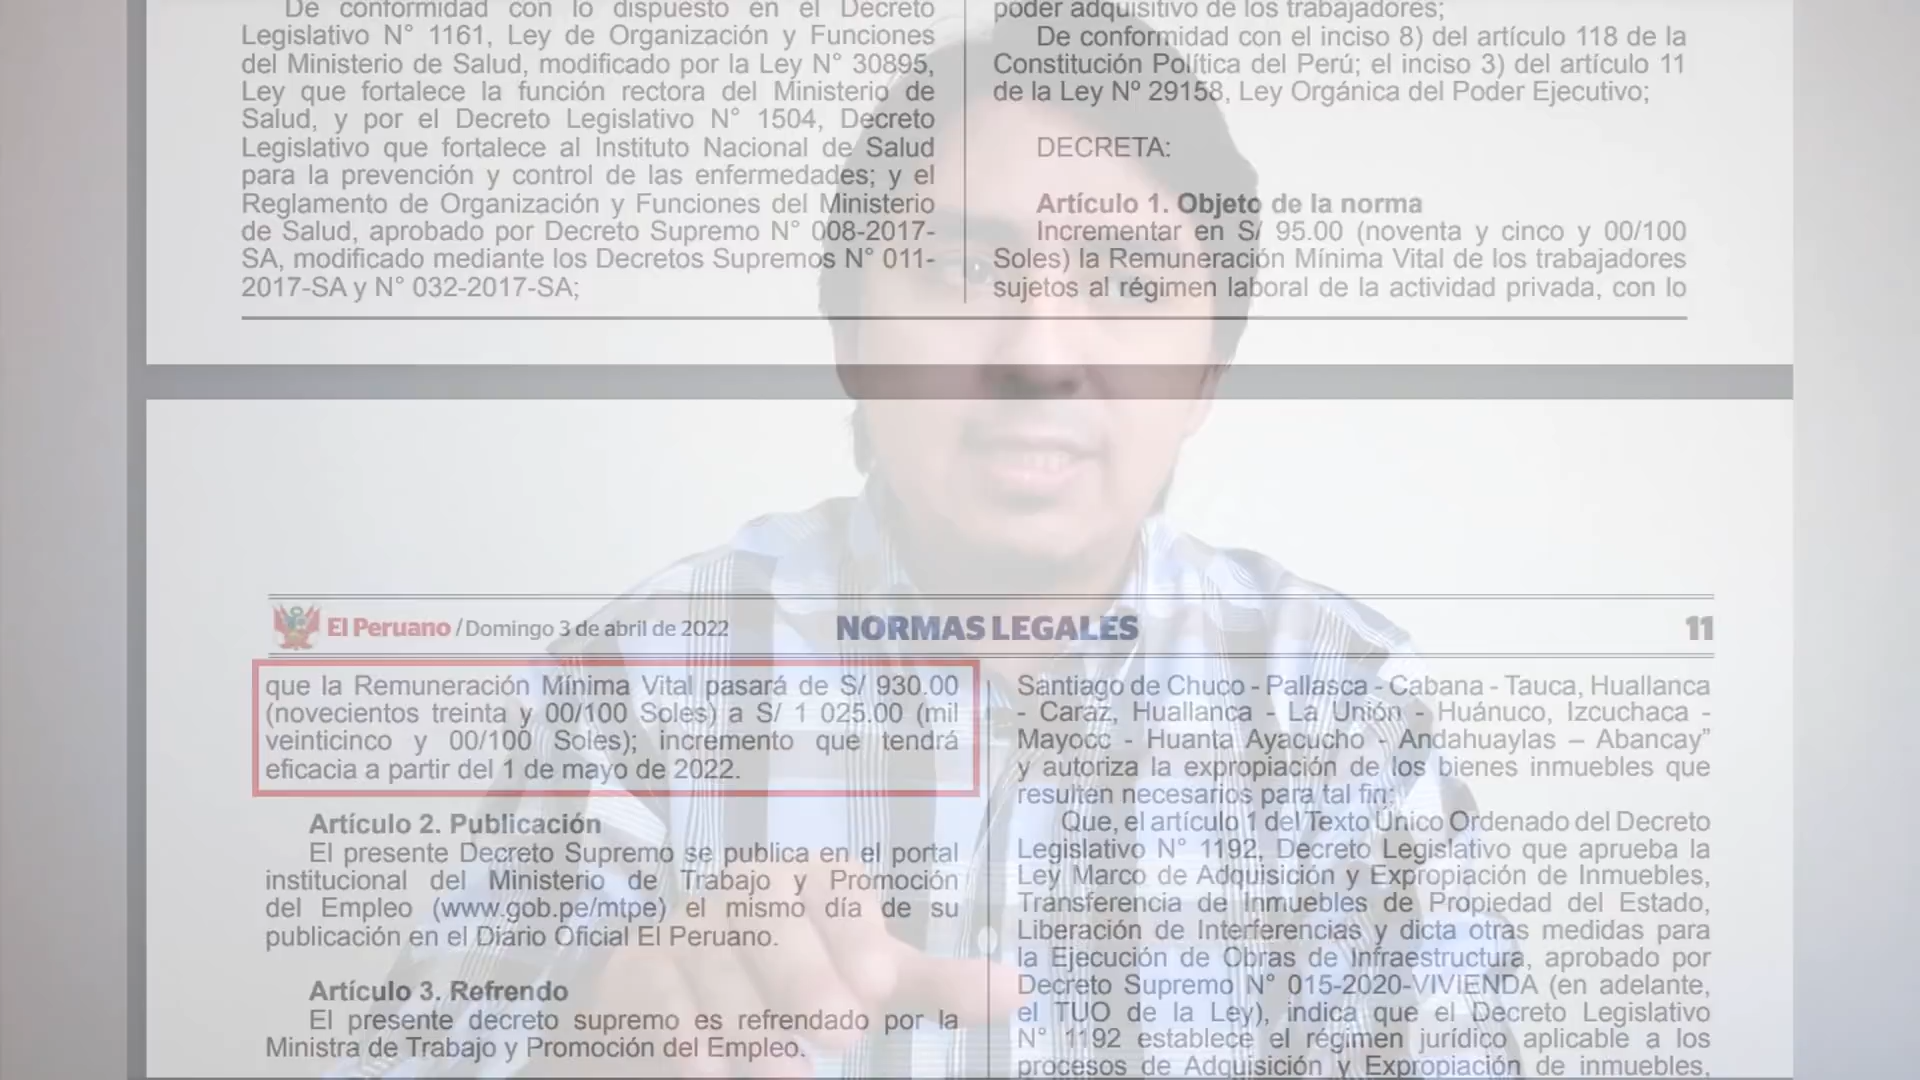 De conformidad con lo dispuesto en el Decreto
Legislativo N° 1161, Ley de Organización y Funciones
del Ministerio de Salud, modificado por la Ley N° 30895,
Ley que fortalece la función rectora del Ministerio de
Salud, y por el Decreto Legislativo N° 1504, Decreto
Legislativo que fortalece al Instituto Nacional de Salud
para la prevención y control de las enfermedades; y el
Reglamento de Organización y Funciones del Ministerio
de Salud, aprobado por Decreto Supremo N° 008-2017-
SA, modificado mediante los Decretos Supremos N° 011-
2017-SA y N° 032-2017-SA;
poder adquisitivo de los trabajadores;
De conformidad con el inciso 8) del artículo 118 de la
Constitución Política del Perú; el inciso 3) del artículo 11
de la Ley Nº 29158, Ley Orgánica del Poder Ejecutivo;
DECRETA:
Artículo 1. Objeto de la norma
Incrementar en S/ 95.00 (noventa y cinco y 00/100
Soles) la Remuneración Mínima Vital de los trabajadores
sujetos al régimen laboral de la actividad privada, con lo
El Peruano / Domingo 3 de abril de 2022
NORMAS LEGALES
11
que la Remuneración Mínima Vital pasará de S/ 930.00
(novecientos treinta y 00/100 Soles) a S/ 1 025.00 (mil
veinticinco y 00/100 Soles); incremento que tendrá
eficacia a partir del 1 de mayo de 2022.
Artículo 2. Publicación
El presente Decreto Supremo se publica en el portal
institucional del Ministerio de Trabajo y Promoción
del Empleo (www.gob.pe/mtpe) el mismo día de su
publicación en el Diario Oficial El Peruano.
Artículo 3. Refrendo
El presente decreto supremo es refrendado por la
Ministra de Trabajo y Promoción del Empleo.
Santiago de Chuco - Pallasca - Cabana - Tauca, Huallanca
- Caraz, Huallanca - La Unión - Huánuco, Izcuchaca -
Mayocc - Huanta Ayacucho - Andahuaylas – Abancay”
y autoriza la expropiación de los bienes inmuebles que
resulten necesarios para tal fin;
Que, el artículo 1 del Texto Único Ordenado del Decreto
Legislativo N° 1192, Decreto Legislativo que aprueba la
Ley Marco de Adquisición y Expropiación de Inmuebles,
Transferencia de Inmuebles de Propiedad del Estado,
Liberación de Interferencias y dicta otras medidas para
la Ejecución de Obras de Infraestructura, aprobado por
Decreto Supremo N° 015-2020-VIVIENDA (en adelante,
el TUO de la Ley), indica que el Decreto Legislativo
N° 1192 establece el régimen jurídico aplicable a los
procesos de Adquisición y Expropiación de inmuebles,